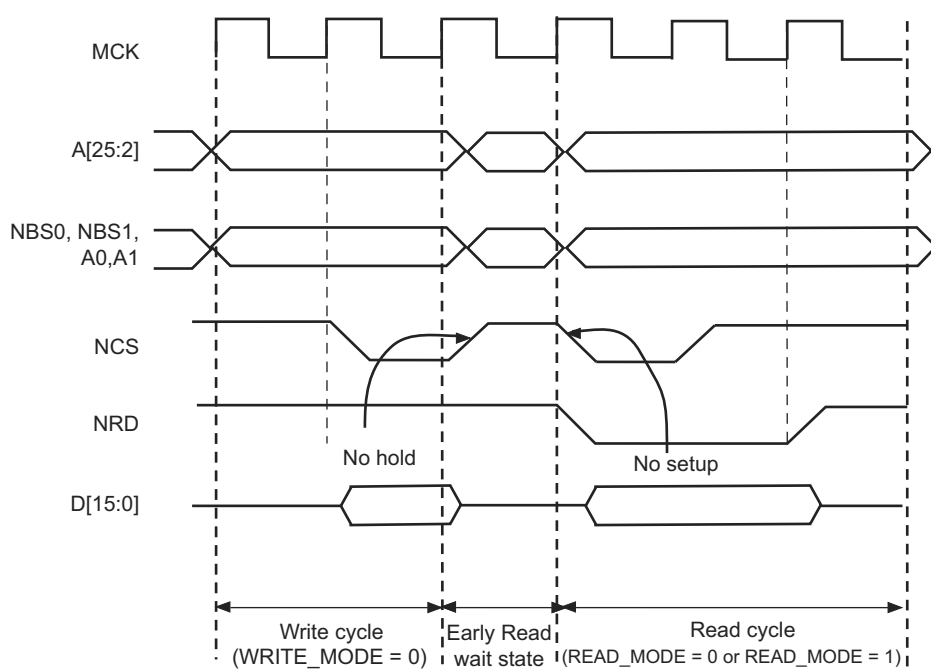 MCK
A[25:2]
NBS0, NBS1,
A0,A1
NCS
NRD
No hold
No setup
D[15:0]
Write cycle
(WRITE_MODE = 0)
Early Read
wait state
Read cycle
(READ_MODE = 0 or READ_MODE = 1)